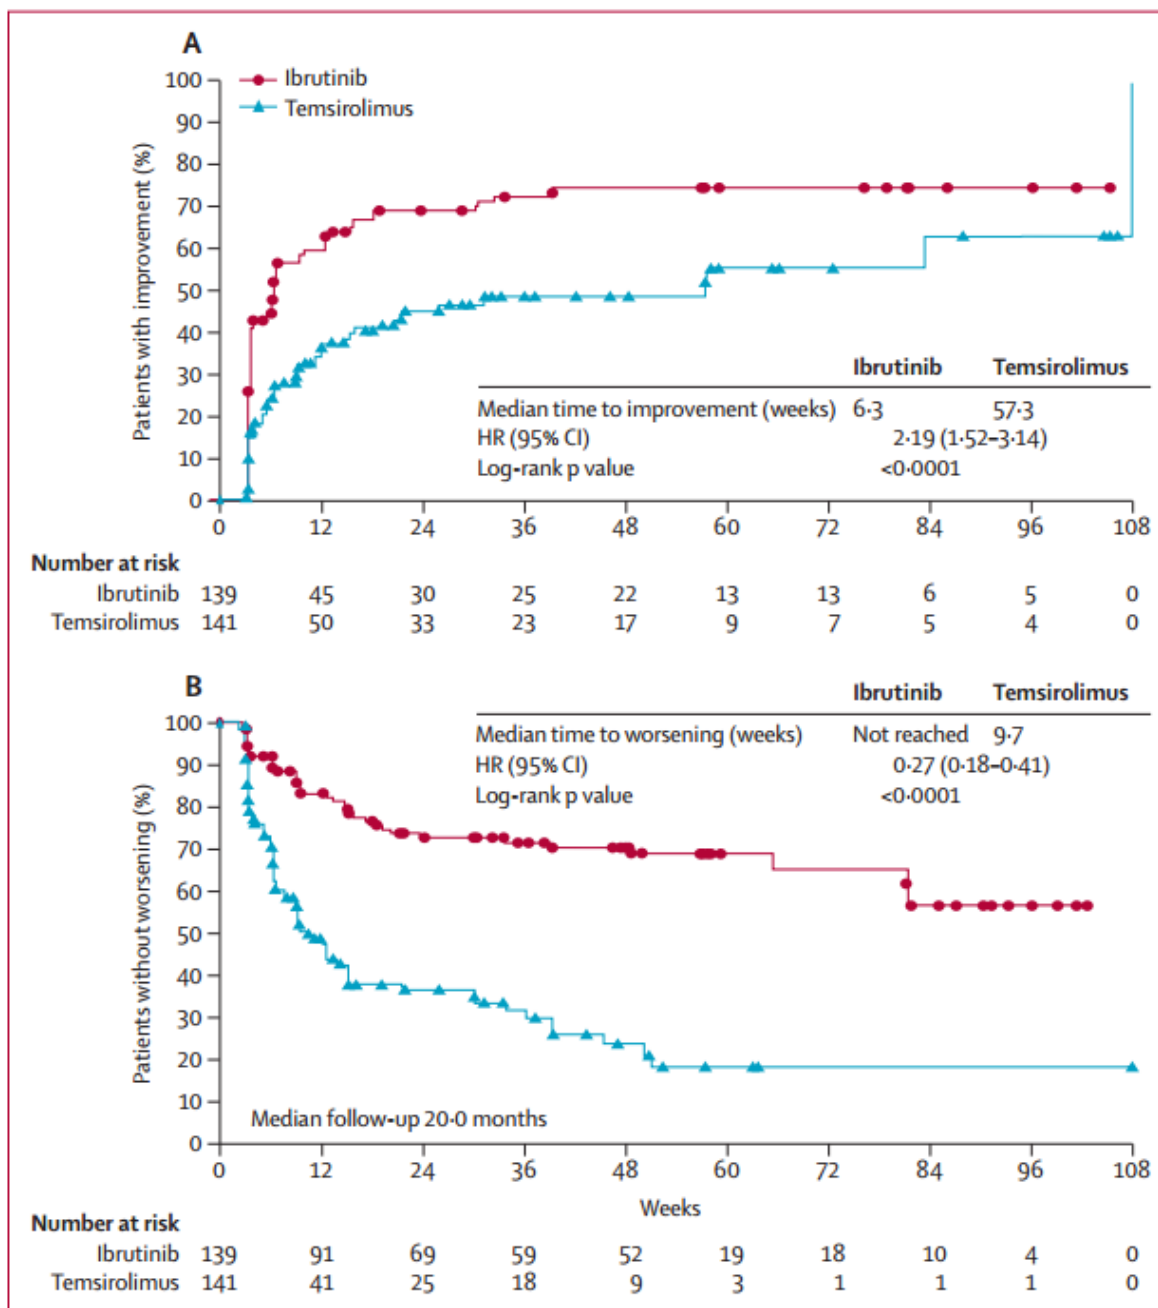 A
Ibrutinib
Temsirolimus
Patients with improvement (%)
100
90
80
70
60
50
40
30
20
10
0
Ibrutinib Temsirolimus
Median time to improvement (weeks) 6·3 57·3
HR (95% CI) 2·19 (1·52–3·14)
Log-rank p value <0·0001
0 12 24 36 48 60 72 84 96 108
Number at risk
Ibrutinib 139 45 30 25 22 13 13 6 5 0
Temsirolimus 141 50 33 23 17 9 7 5 4 0
B
Ibrutinib Temsirolimus
Median time to worsening (weeks) Not reached 9·7
HR (95% CI) 0·27 (0·18–0·41)
Log-rank p value <0·0001
Patients without worsening (%)
100
90
80
70
60
50
40
30
20
10
0
Median follow-up 20·0 months
0 12 24 36 48 60 72 84 96 108
Weeks
Number at risk
Ibrutinib 139 91 69 59 52 19 18 10 4 0
Temsirolimus 141 41 25 18 9 3 1 1 1 0